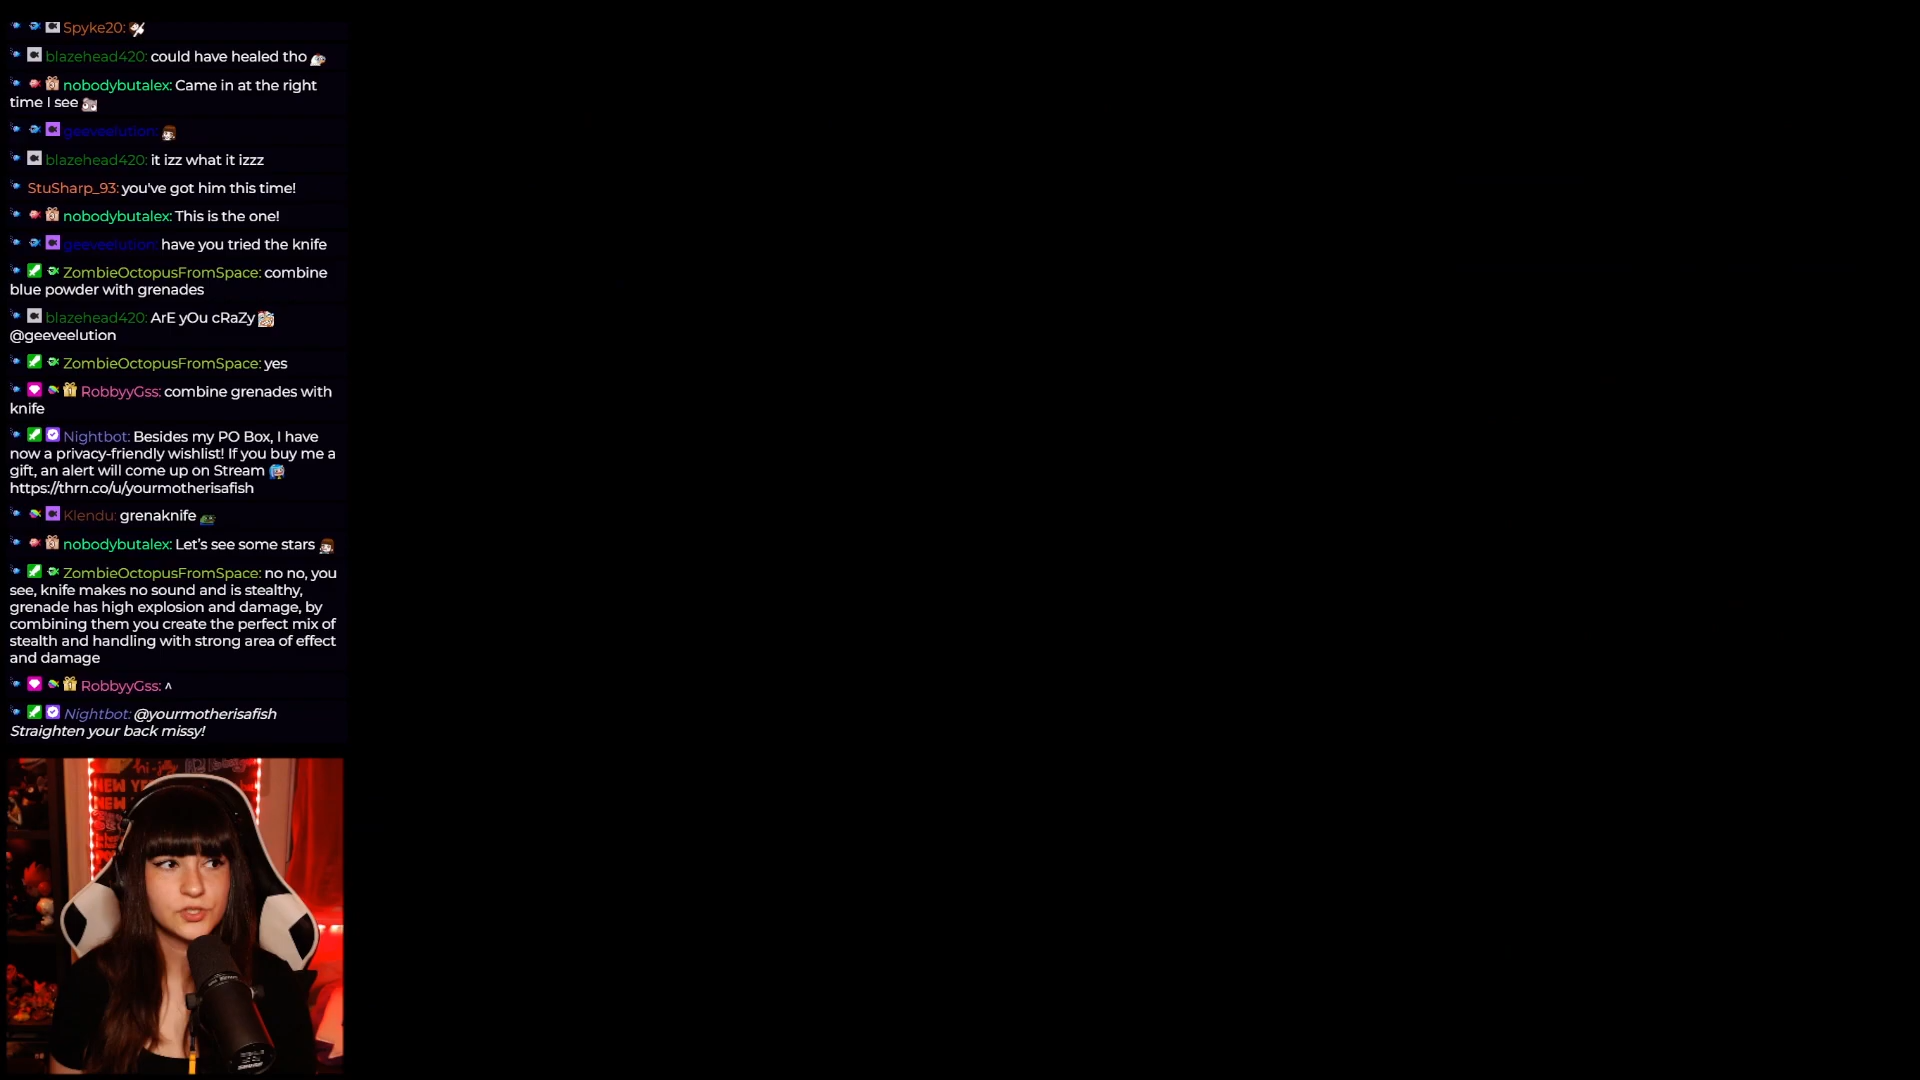 Spyke20:
blazehead420: could have healed tho
nobodybutalex: Came in at the right
time I see
geeveelution:
blazehead420: it izz what it izzz
StuSharp_93: you've got him this time!
nobodybutalex: This is the one!
geeveelution: have you tried the knife
ZombieOctopusFromSpace: combine
blue powder with grenades
blazehead420: ArE yOu cRaZy
@geeveelution
ZombieOctopusFromSpace: yes
RobbyyGss: combine grenades with
knife
Nightbot: Besides my PO Box, I have
now a privacy-friendly wishlist! If you buy me a
gift, an alert will come up on Stream
https://thrn.co/u/yourmotherisafish
Klendu: grenaknife
nobodybutalex: Let's see some stars
ZombieOctopusFromSpace: no no, you
see, knife makes no sound and is stealthy,
grenade has high explosion and damage, by
combining them you create the perfect mix of
stealth and handling with strong area of effect
and damage
RobbyyGss: ^
Nightbot: @yourmotherisafish
Straighten your back missy!
NEW
NEW